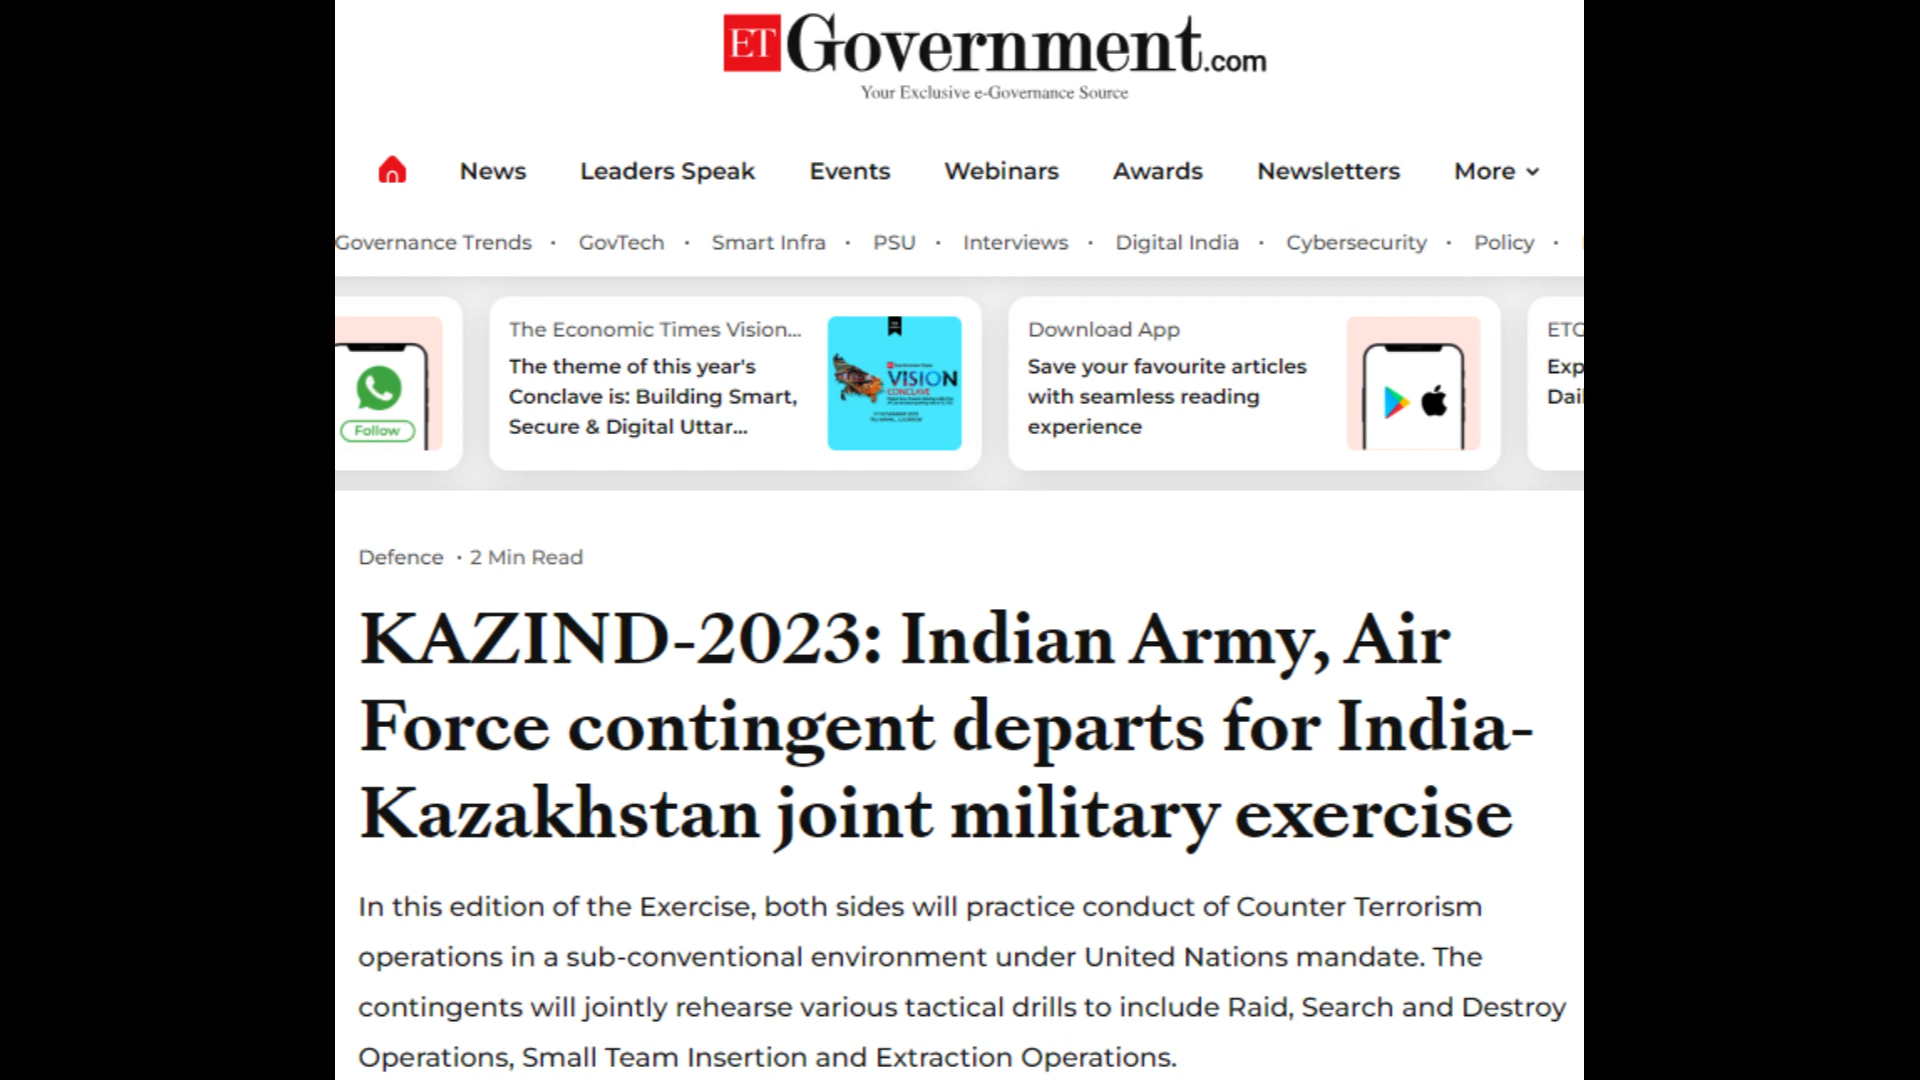 ET Government.com
Your Exclusive e-Governance Source
News Leaders Speak Events Webinars Awards Newsletters More
Governance Trends · GovTech · Smart Infra · PSU · Interviews · Digital India · Cybersecurity · Policy ·
Follow
The Economic Times Vision...
The theme of this year's
Conclave is: Building Smart,
Secure & Digital Uttar...
VISION
CONCLAVE
Download App
Save your favourite articles
with seamless reading
experience
Defence · 2 Min Read
KAZIND-2023: Indian Army, Air
Force contingent departs for India-
Kazakhstan joint military exercise
In this edition of the Exercise, both sides will practice conduct of Counter Terrorism
operations in a sub-conventional environment under United Nations mandate. The
contingents will jointly rehearse various tactical drills to include Raid, Search and Destroy
Operations, Small Team Insertion and Extraction Operations.